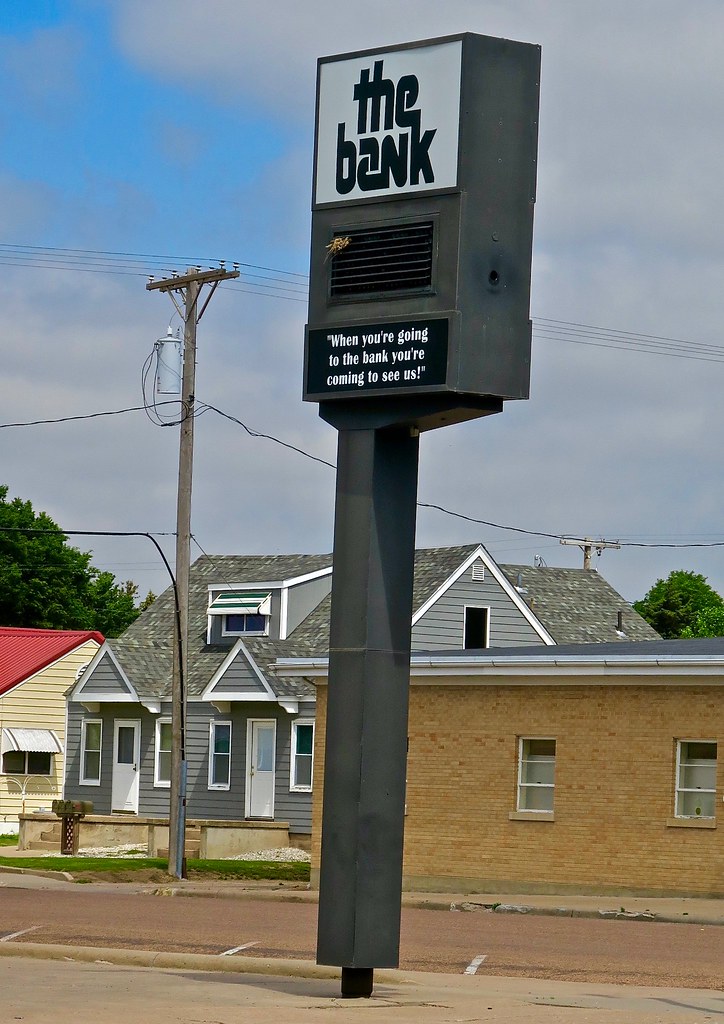 the
bank
"When you're going
to the bank you're
coming to see us!"